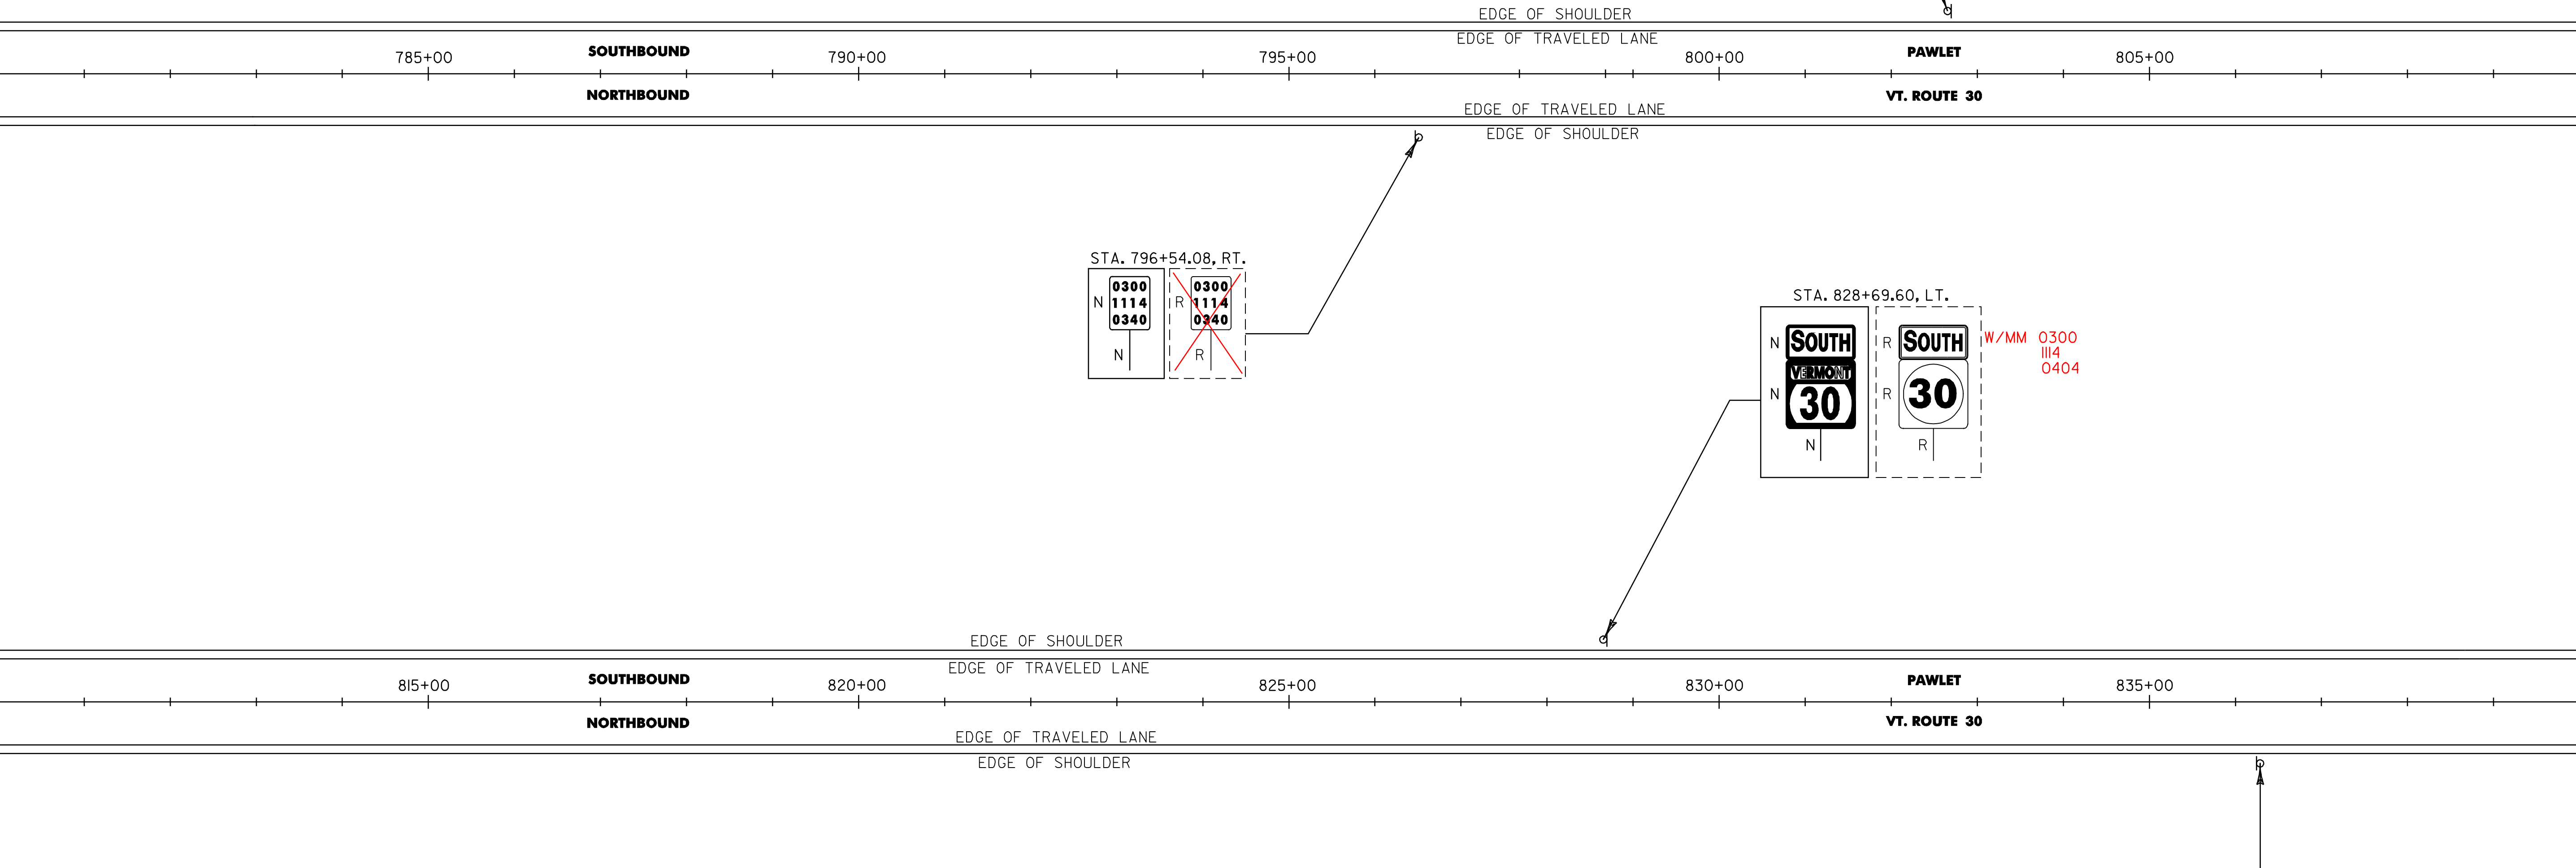 EDGE OF SHOULDER
EDGE OF TRAVELED LANE
785+00
SOUTHBOUND
790+00
795+00
800+00
PAWLET
805+00
NORTHBOUND
VT. ROUTE 30
EDGE OF TRAVELED LANE
EDGE OF SHOULDER
STA. 796+54.08, RT.
N
0300
1114
0340
N
R
0300
1114
0340
R
STA. 828+69.60, LT.
N
SOUTH
N
VERMONT
30
N
R
SOUTH
R
30
R
W/MM 0300
1114
0404
EDGE OF SHOULDER
EDGE OF TRAVELED LANE
815+00
SOUTHBOUND
820+00
825+00
830+00
PAWLET
835+00
NORTHBOUND
VT. ROUTE 30
EDGE OF TRAVELED LANE
EDGE OF SHOULDER